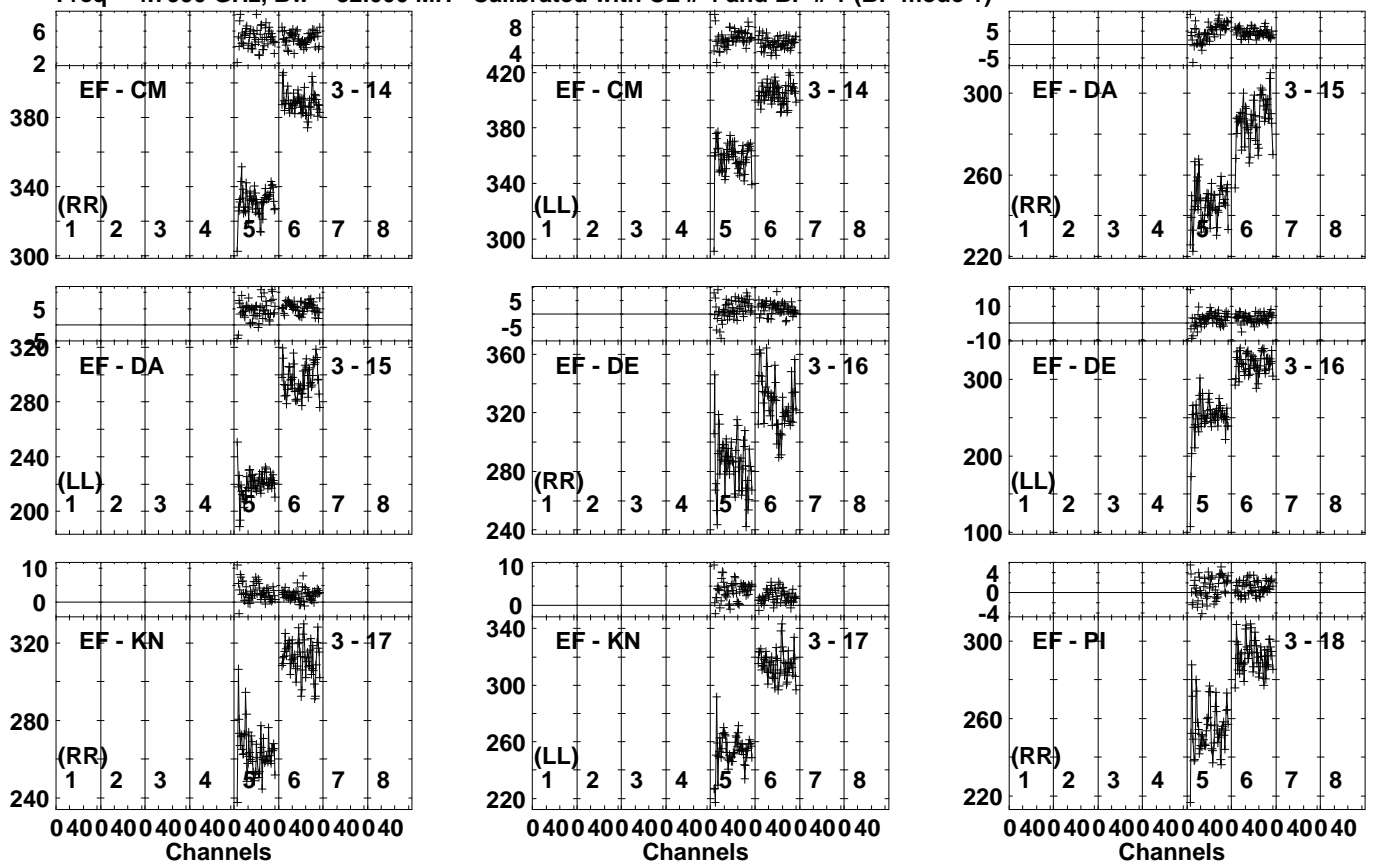 6 2
8 4
5 -5
EF - CM 3 - 14
380 340 300
(RR)
1 2 3 4 5 6 7 8
EF - CM 3 - 14
420 380 340 300
(LL)
1 2 3 4 5 6 7 8
EF - DA 3 - 15
300 260 220
(RR)
1 2 3 4 5 6 7 8
5 -5
5 -5
10 -10
EF - DA 3 - 15
320 280 240 200
(LL)
1 2 3 4 5 6 7 8
EF - DE 3 - 16
360 320 280 240
(RR)
1 2 3 4 5 6 7 8
EF - DE 3 - 16
300 200 100
(LL)
1 2 3 4 5 6 7 8
10 0
10 0
4 0 -4
EF - KN 3 - 17
320 280 240
(RR)
1 2 3 4 5 6 7 8
EF - KN 3 - 17
340 300 260 220
(LL)
1 2 3 4 5 6 7 8
EF - PI 3 - 18
300 270 240 210
(RR)
1 2 3 4 5 6 7 8
0 40 0 40 0 40 0 40 0 40 0 40 0 40 0 40
0 40 0 40 0 40 0 40 0 40 0 40 0 40 0 40
0 40 0 40 0 40 0 40 0 40 0 40 0 40 0 40
Channels
Channels
Channels